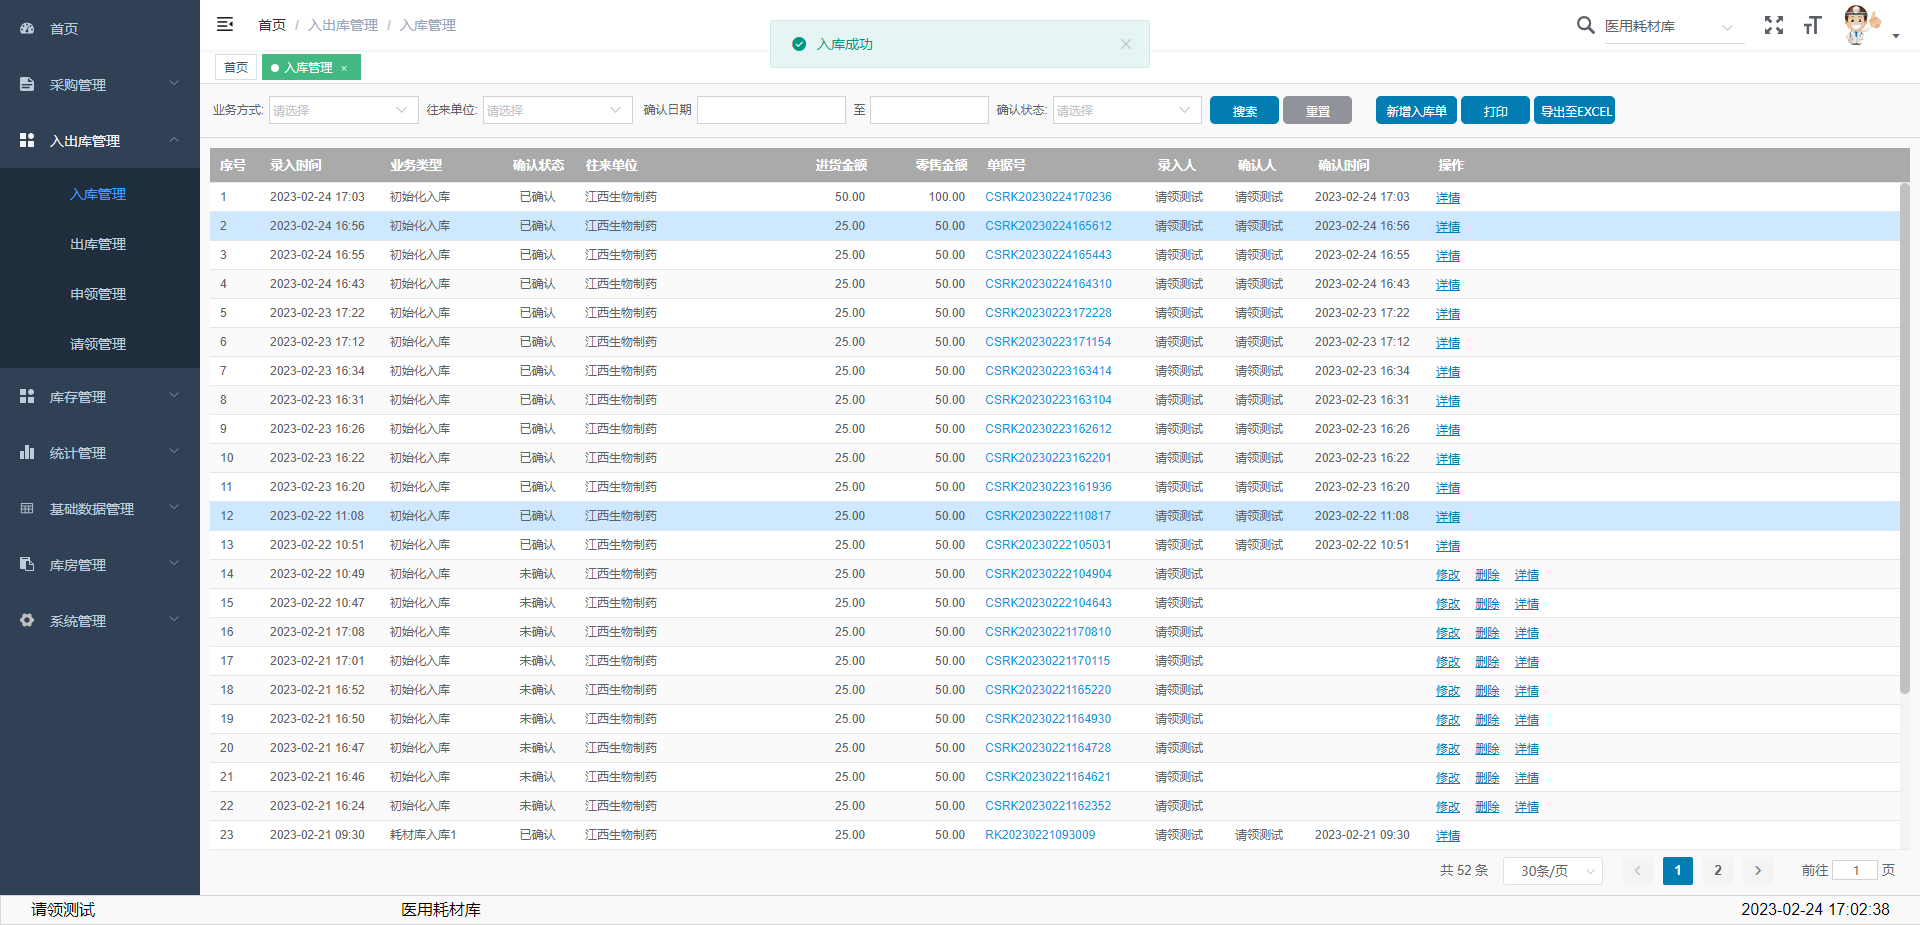 首页
采购管理
入出库管理
入库管理
出库管理
申领管理
请领管理
库存管理
统计管理
基础数据管理
库房管理
系统管理
首页 / 入出库管理 / 入库管理
入库成功
医用耗材库
首页
入库管理 ×
业务方式: 请选择 往来单位: 请选择 确认日期 至 确认状态: 请选择 搜索 重置 新增入库单 打印 导出至EXCEL
序号 录入时间 业务类型 确认状态 往来单位 进货金额 零售金额 单据号 录入人 确认人 确认时间 操作
1 2023-02-24 17:03 初始化入库 已确认 江西生物制药 50.00 100.00 CSRK20230224170236 请领测试 请领测试 2023-02-24 17:03 详情
2 2023-02-24 16:56 初始化入库 已确认 江西生物制药 25.00 50.00 CSRK20230224165612 请领测试 请领测试 2023-02-24 16:56 详情
3 2023-02-24 16:55 初始化入库 已确认 江西生物制药 25.00 50.00 CSRK20230224165443 请领测试 请领测试 2023-02-24 16:55 详情
4 2023-02-24 16:43 初始化入库 已确认 江西生物制药 25.00 50.00 CSRK20230224164310 请领测试 请领测试 2023-02-24 16:43 详情
5 2023-02-23 17:22 初始化入库 已确认 江西生物制药 25.00 50.00 CSRK20230223172228 请领测试 请领测试 2023-02-23 17:22 详情
6 2023-02-23 17:12 初始化入库 已确认 江西生物制药 25.00 50.00 CSRK20230223171154 请领测试 请领测试 2023-02-23 17:12 详情
7 2023-02-23 16:34 初始化入库 已确认 江西生物制药 25.00 50.00 CSRK20230223163414 请领测试 请领测试 2023-02-23 16:34 详情
8 2023-02-23 16:31 初始化入库 已确认 江西生物制药 25.00 50.00 CSRK20230223163104 请领测试 请领测试 2023-02-23 16:31 详情
9 2023-02-23 16:26 初始化入库 已确认 江西生物制药 25.00 50.00 CSRK20230223162612 请领测试 请领测试 2023-02-23 16:26 详情
10 2023-02-23 16:22 初始化入库 已确认 江西生物制药 25.00 50.00 CSRK20230223162201 请领测试 请领测试 2023-02-23 16:22 详情
11 2023-02-23 16:20 初始化入库 已确认 江西生物制药 25.00 50.00 CSRK20230223161936 请领测试 请领测试 2023-02-23 16:20 详情
12 2023-02-22 11:08 初始化入库 已确认 江西生物制药 25.00 50.00 CSRK20230222110817 请领测试 请领测试 2023-02-22 11:08 详情
13 2023-02-22 10:51 初始化入库 已确认 江西生物制药 25.00 50.00 CSRK20230222105031 请领测试 请领测试 2023-02-22 10:51 详情
14 2023-02-22 10:49 初始化入库 未确认 江西生物制药 25.00 50.00 CSRK20230222104904 请领测试 修改 删除 详情
15 2023-02-22 10:47 初始化入库 未确认 江西生物制药 25.00 50.00 CSRK20230222104643 请领测试 修改 删除 详情
16 2023-02-21 17:08 初始化入库 未确认 江西生物制药 25.00 50.00 CSRK20230221170810 请领测试 修改 删除 详情
17 2023-02-21 17:01 初始化入库 未确认 江西生物制药 25.00 50.00 CSRK20230221170115 请领测试 修改 删除 详情
18 2023-02-21 16:52 初始化入库 未确认 江西生物制药 25.00 50.00 CSRK20230221165220 请领测试 修改 删除 详情
19 2023-02-21 16:50 初始化入库 未确认 江西生物制药 25.00 50.00 CSRK20230221164930 请领测试 修改 删除 详情
20 2023-02-21 16:47 初始化入库 未确认 江西生物制药 25.00 50.00 CSRK20230221164728 请领测试 修改 删除 详情
21 2023-02-21 16:46 初始化入库 未确认 江西生物制药 25.00 50.00 CSRK20230221164621 请领测试 修改 删除 详情
22 2023-02-21 16:24 初始化入库 未确认 江西生物制药 25.00 50.00 CSRK20230221162352 请领测试 修改 删除 详情
23 2023-02-21 09:30 耗材库入库1 已确认 江西生物制药 25.00 50.00 RK20230221093009 请领测试 请领测试 2023-02-21 09:30 详情
共 52 条 30条/页 1 2 前往 1 页
请领测试 医用耗材库 2023-02-24 17:02:38